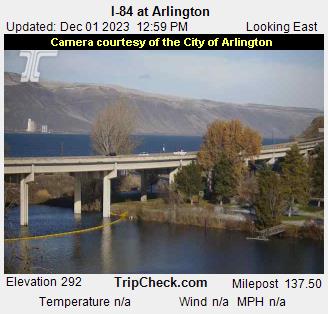 I-84 at Arlington
Updated: Dec 01 2023 12:59 PM Looking East
Camera courtesy of the City of Arlington
Elevation 292 TripCheck.com Milepost 137.50
Temperature n/a Wind n/a MPH n/a